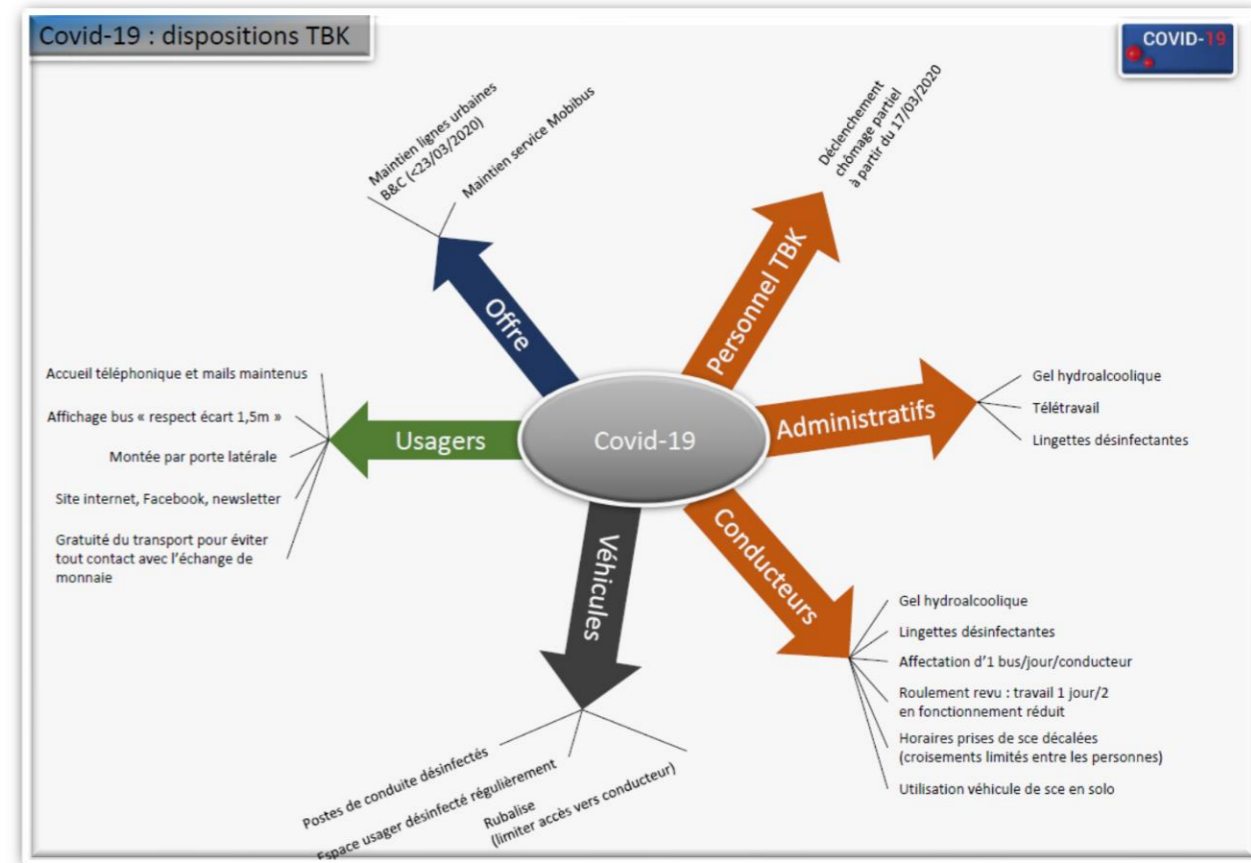 Covid-19 : dispositions TBK
COVID-19
Maintien lignes urbaines
B&C (<23/03/2020)
Maintien service Mobibus
Offre
Déclenchement
chômage partiel
à partir du 17/03/2020
Personnel TBK
Administratifs
Gel hydroalcoolique
Télétravail
Lingettes désinfectantes
Accueil téléphonique et mails maintenus
Affichage bus « respect écart 1,5m »
Montée par porte latérale
Site internet, Facebook, newsletter
Gratuité du transport pour éviter
tout contact avec l'échange de
monnaie
Usagers
Covid-19
Conducteurs
Gel hydroalcoolique
Lingettes désinfectantes
Affectation d'1 bus/jour/conducteur
Roulement revu : travail 1 jour/2
en fonctionnement réduit
Horaires prises de sce décalées
(croisements limités entre les personnes)
Utilisation véhicule de sce en solo
Véhicules
Postes de conduite désinfectés
Espace usager désinfecté régulièrement
Rubalise
(limiter accès vers conducteur)